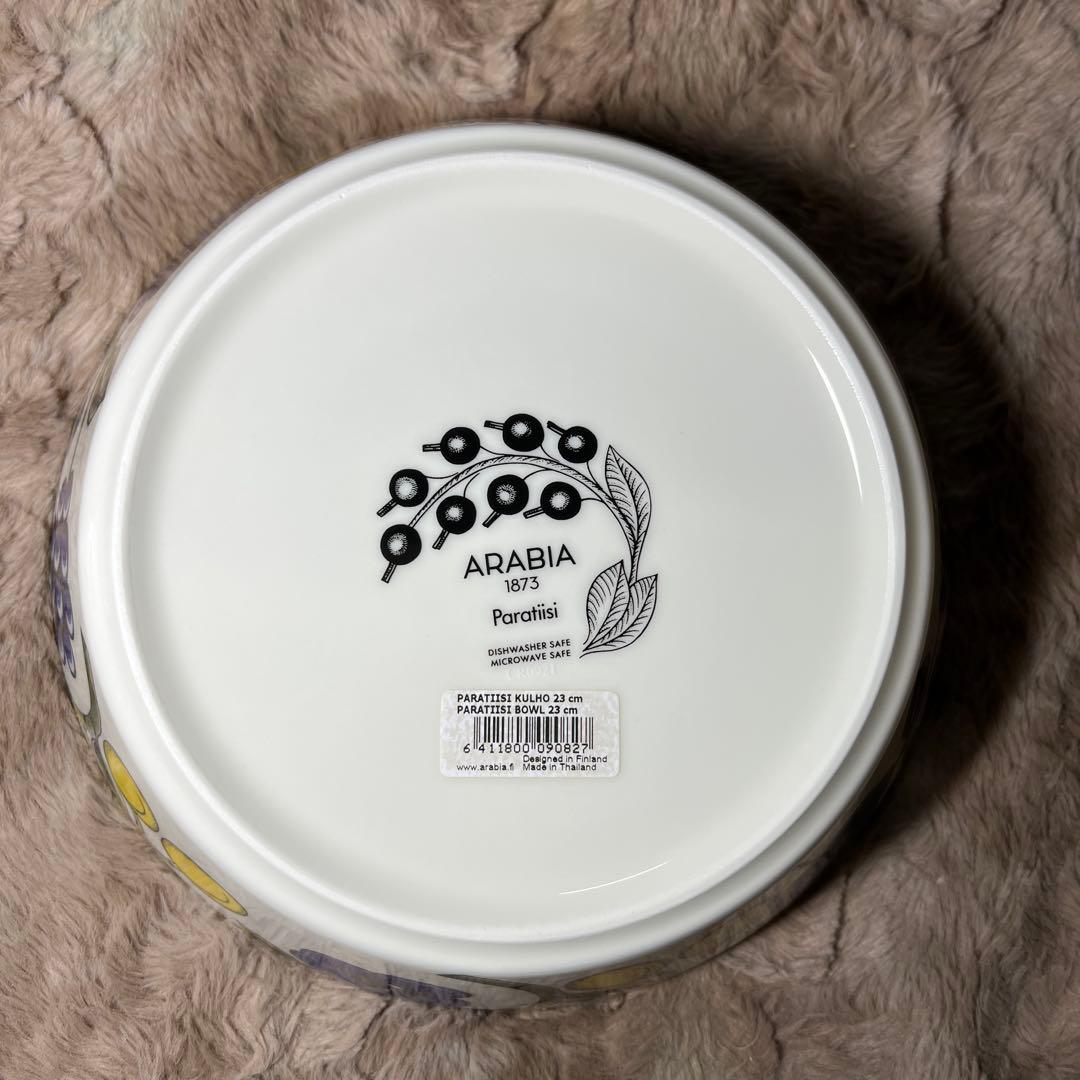 ARABIA
1873
Paratiisi
DISHWASHER SAFE
MICROWAVE SAFE
PARATIISI KULHO 23 cm
PARATIISI BOWL 23 cm
6 411800 090827
Designed in Finland
www.arabia.fi Made in Thailand